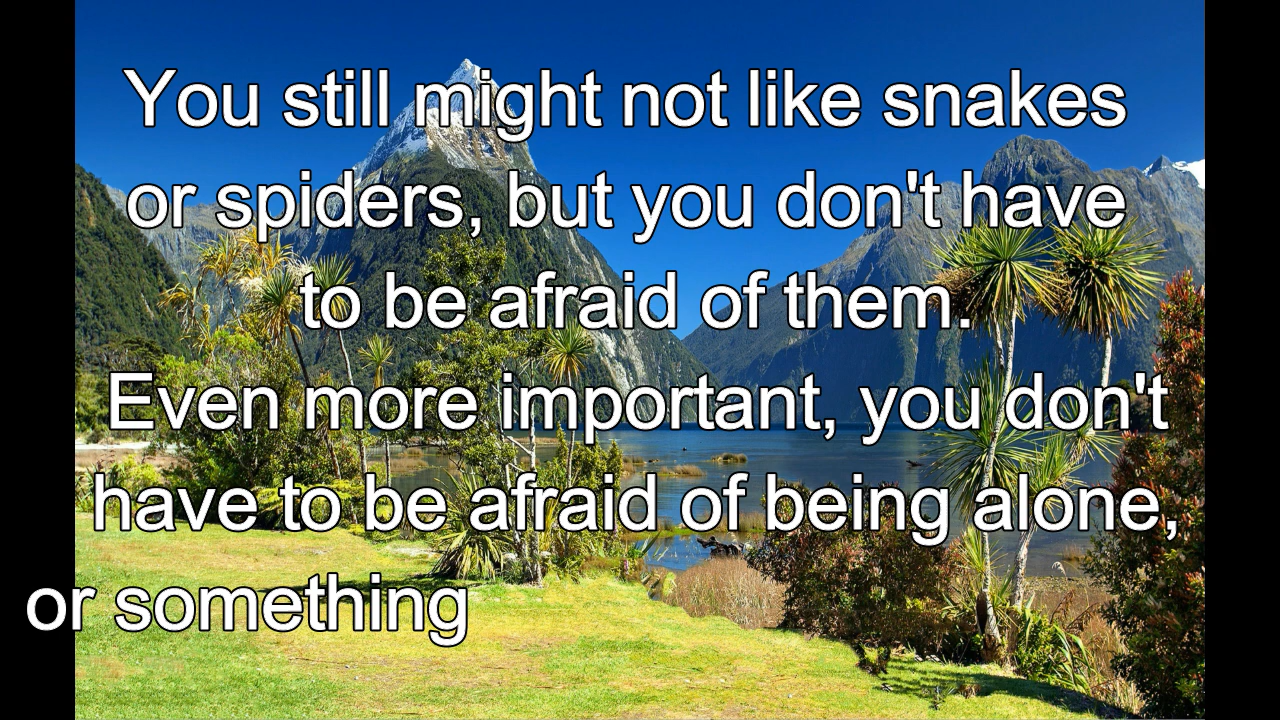 You still might not like snakes
or spiders, but you don't have
to be afraid of them.
Even more important, you don't
have to be afraid of being alone,
or something